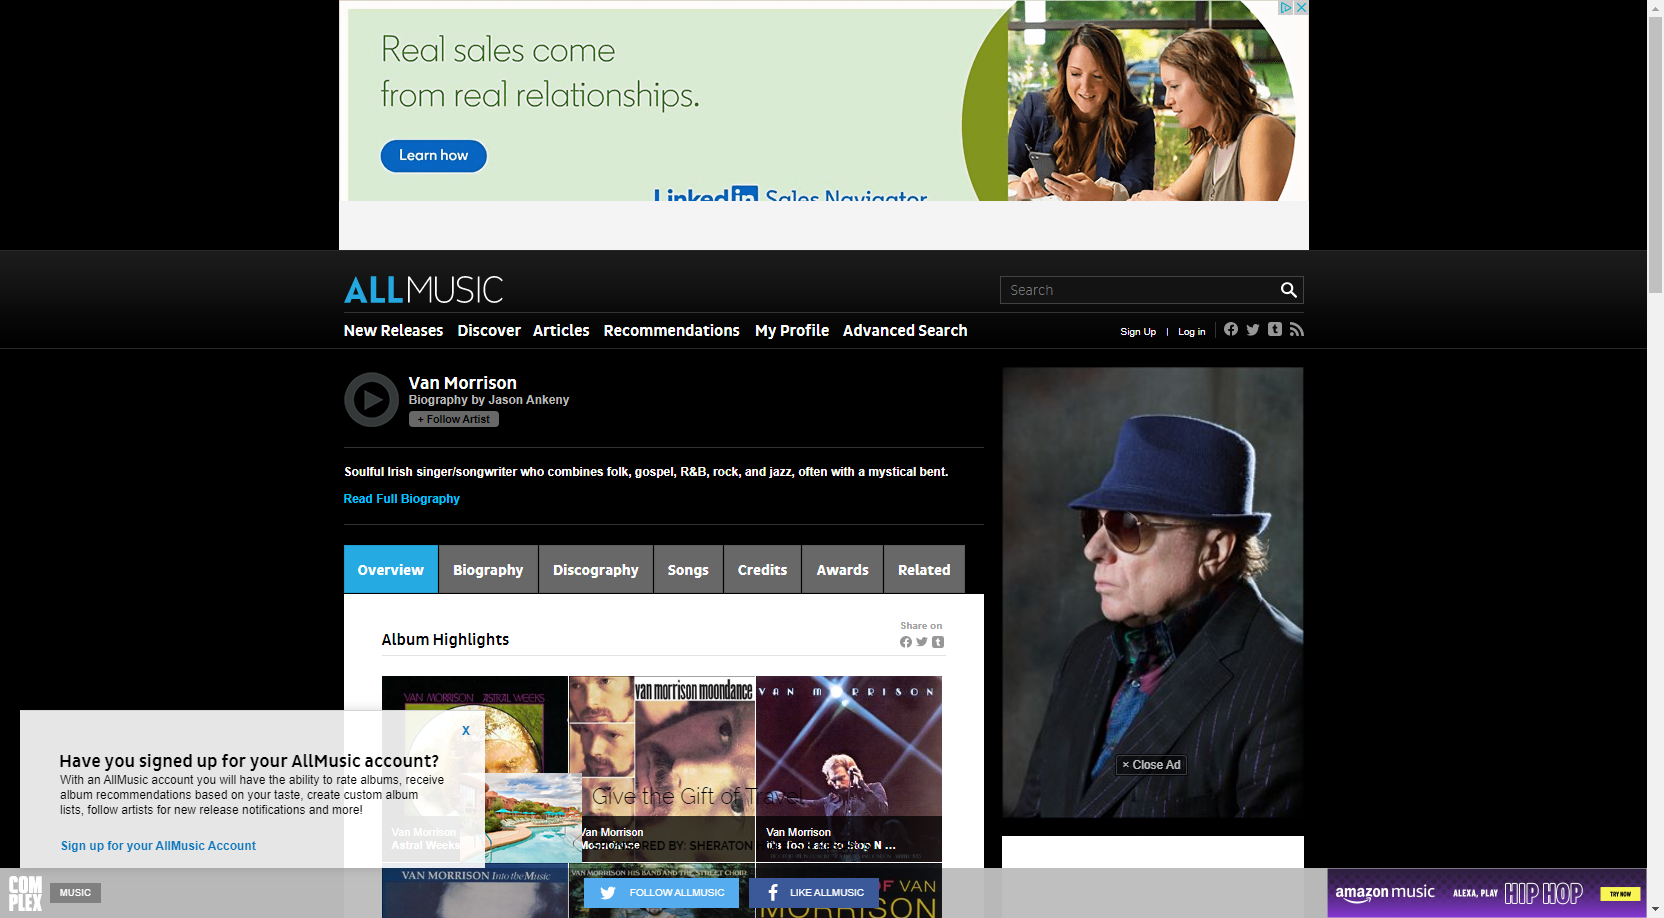 Real sales come
from real relationships.
Learn how
Linkedin Sales Navigator
ALLMUSIC
Search
New Releases Discover Articles Recommendations My Profile Advanced Search
Sign Up | Log in
Van Morrison
Biography by Jason Ankeny
+ Follow Artist
Soulful Irish singer/songwriter who combines folk, gospel, R&B, rock, and jazz, often with a mystical bent.
Read Full Biography
Overview Biography Discography Songs Credits Awards Related
Share on
Album Highlights
VAN MORRISON ASTRAL WEEKS
van morrison moondance
VAN MORRISON
X
Have you signed up for your AllMusic account?
With an AllMusic account you will have the ability to rate albums, receive
album recommendations based on your taste, create custom album
lists, follow artists for new release notifications and more!
Sign up for your AllMusic Account
× Close Ad
Give the Gift of Travel
Van Morrison
Astral Weeks
Van Morrison
Moondance
Van Morrison
It's Too Late to Stop N ...
BY: SHERATON
VAN MORRISON Into the Music
VAN MORRISON HIS BAND AND THE STREET CHOIR
OF VAN
MORRISON
COMPLEX
MUSIC
FOLLOW ALLMUSIC
LIKE ALLMUSIC
amazon music
ALEXA, PLAY
HIP HOP
TRY NOW